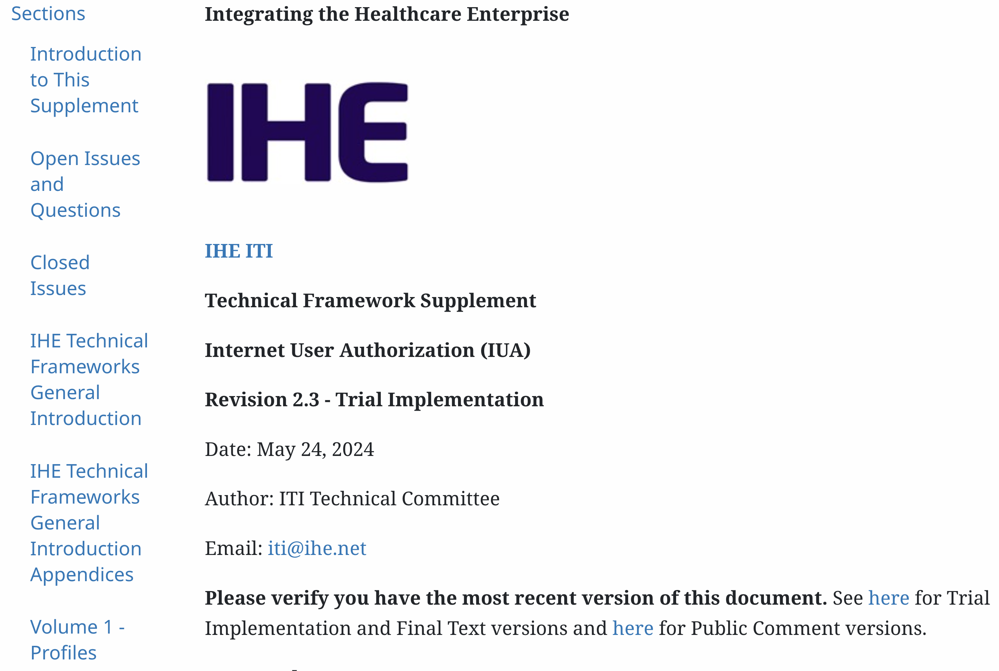 Sections
Introduction
to This
Supplement
Open Issues
and
Questions
Closed
Issues
IHE Technical
Frameworks
General
Introduction
IHE Technical
Frameworks
General
Introduction
Appendices
Volume 1 -
Profiles
Integrating the Healthcare Enterprise
IHE
IHE ITI
Technical Framework Supplement
Internet User Authorization (IUA)
Revision 2.3 - Trial Implementation
Date: May 24, 2024
Author: ITI Technical Committee
Email: iti@ihe.net
Please verify you have the most recent version of this document. See here for Trial
Implementation and Final Text versions and here for Public Comment versions.